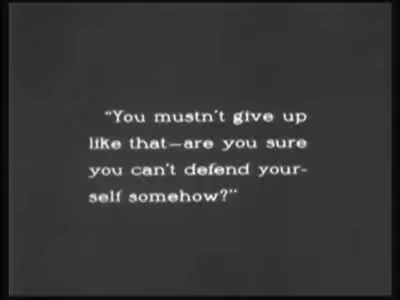 "You mustn't give up
like that—are you sure
you can't defend your-
self somehow?"